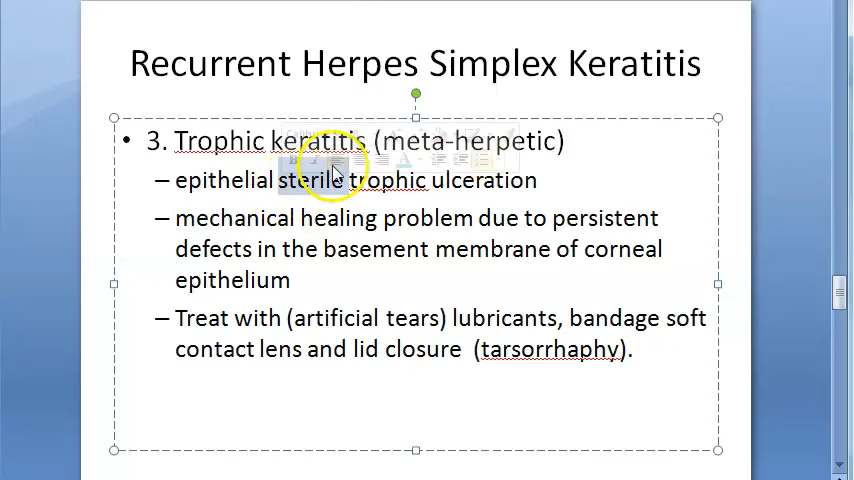 Recurrent Herpes Simplex Keratitis
• 3. Trophic keratitis (meta-herpetic)
– epithelial sterile trophic ulceration
– mechanical healing problem due to persistent
defects in the basement membrane of corneal
epithelium
– Treat with (artificial tears) lubricants, bandage soft
contact lens and lid closure (tarsorrhaphy).